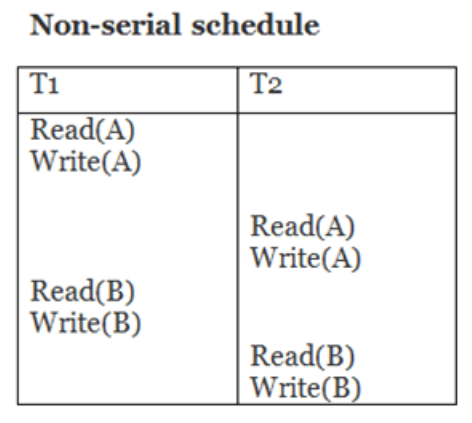 Non-serial schedule
T1 T2
Read(A)
Write(A)
Read(A)
Write(A)
Read(B)
Write(B)
Read(B)
Write(B)